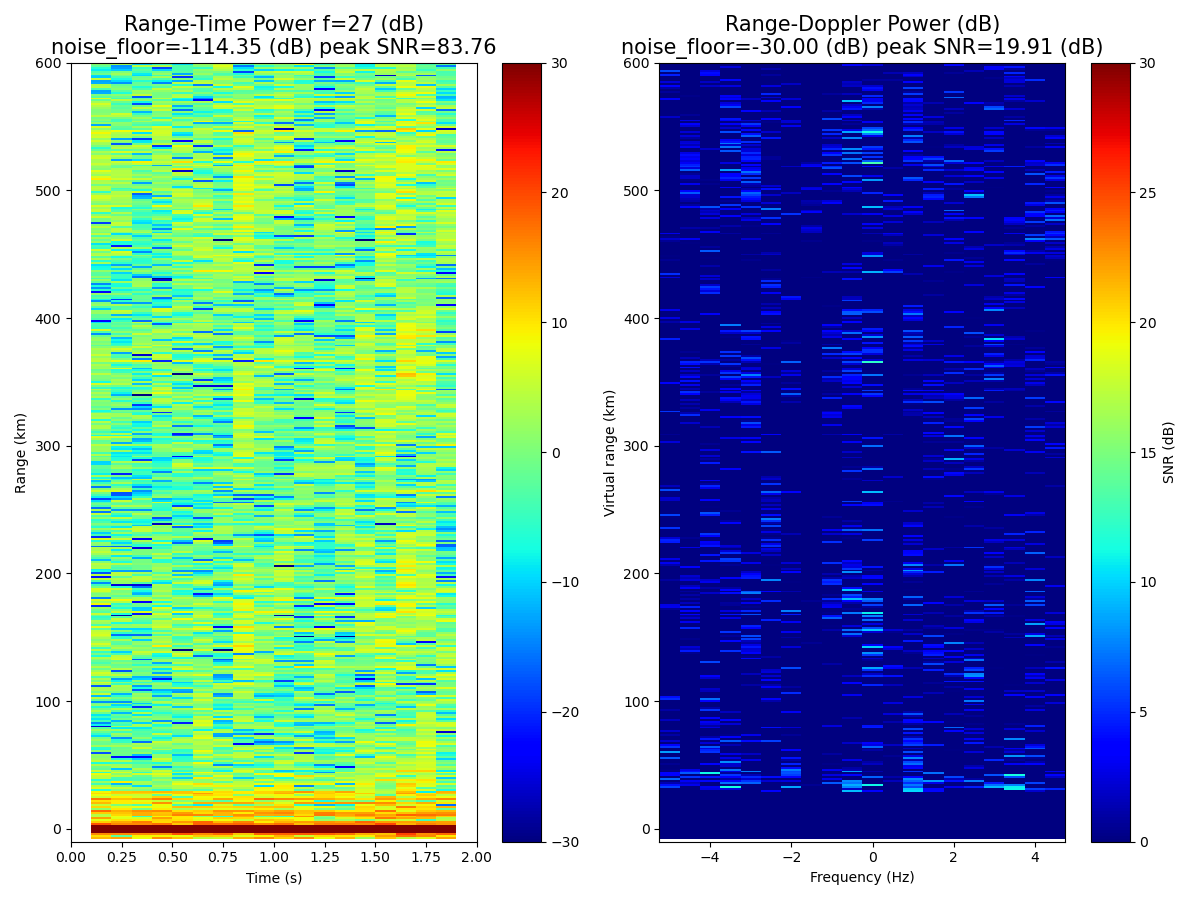 Range-Time Power f=27 (dB)
noise_floor=-114.35 (dB) peak SNR=83.76
600
500
400
300
200
100
0
Range (km)
0.00 0.25 0.50 0.75 1.00 1.25 1.50 1.75 2.00
Time (s)
30
20
10
0
−10
−20
−30
Range-Doppler Power (dB)
noise_floor=-30.00 (dB) peak SNR=19.91 (dB)
600
500
400
300
200
100
0
Virtual range (km)
−4 −2 0 2 4
Frequency (Hz)
30
25
20
15
10
5
0
SNR (dB)